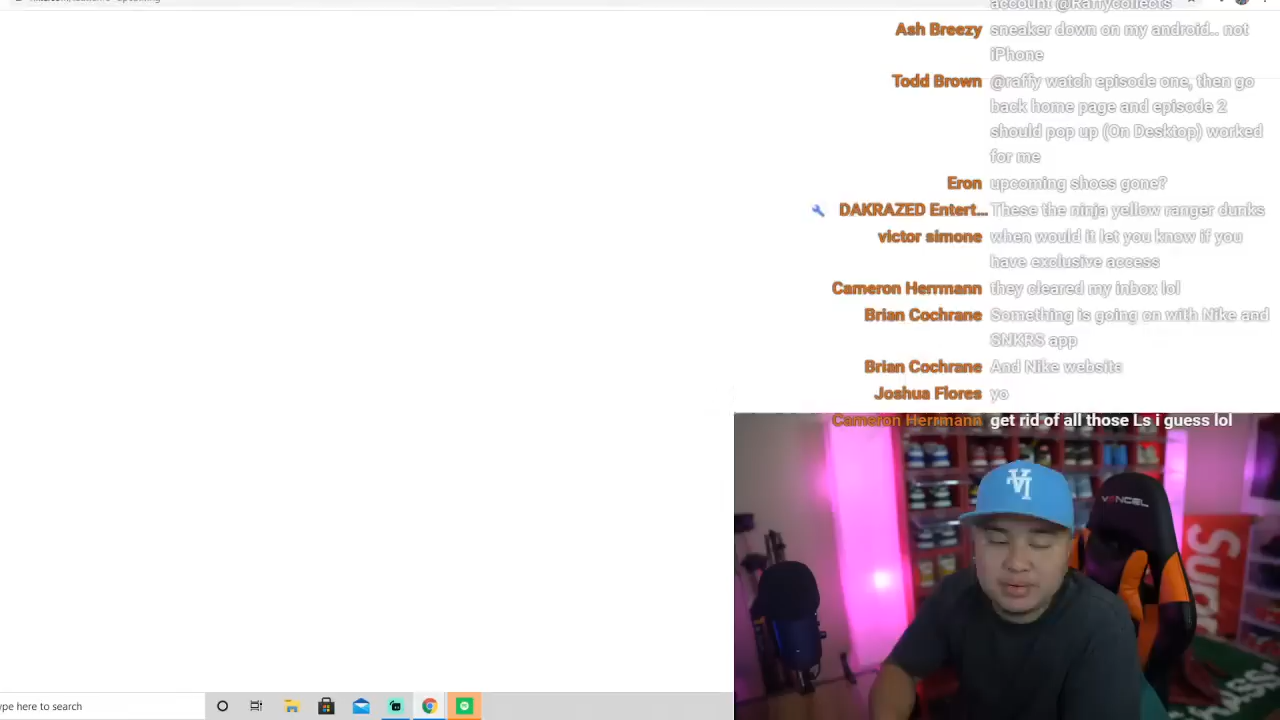 account @Raffycollects
Ash Breezy sneaker down on my android.. not
iPhone
Todd Brown @raffy watch episode one, then go
back home page and episode 2
should pop up (On Desktop) worked
for me
Eron upcoming shoes gone?
DAKRAZED Entert... These the ninja yellow ranger dunks
victor simone when would it let you know if you
have exclusive access
Cameron Herrmann they cleared my inbox lol
Brian Cochrane Something is going on with Nike and
SNKRS app
Brian Cochrane And Nike website
Joshua Flores yo
Cameron Herrmann get rid of all those Ls i guess lol
Supr
ype here to search